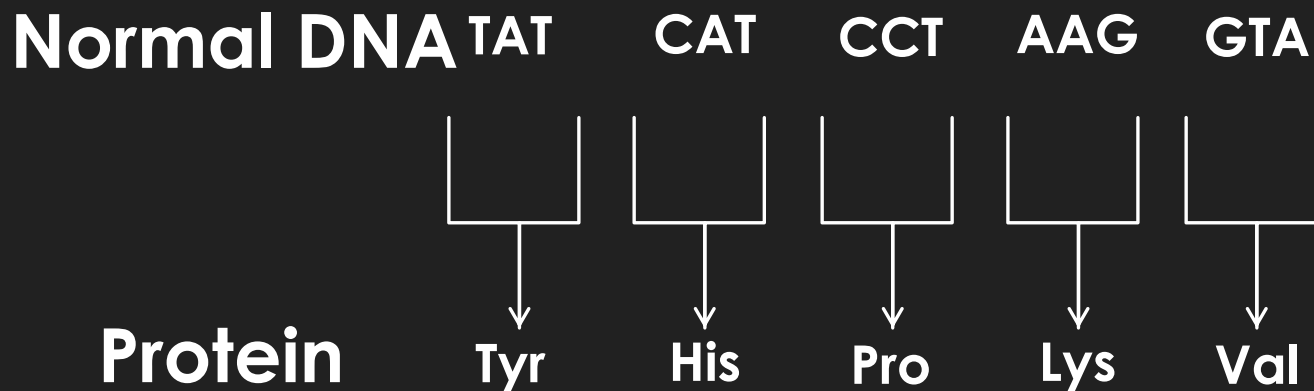 Normal DNA TAT CAT CCT AAG GTA
Protein Tyr His Pro Lys Val